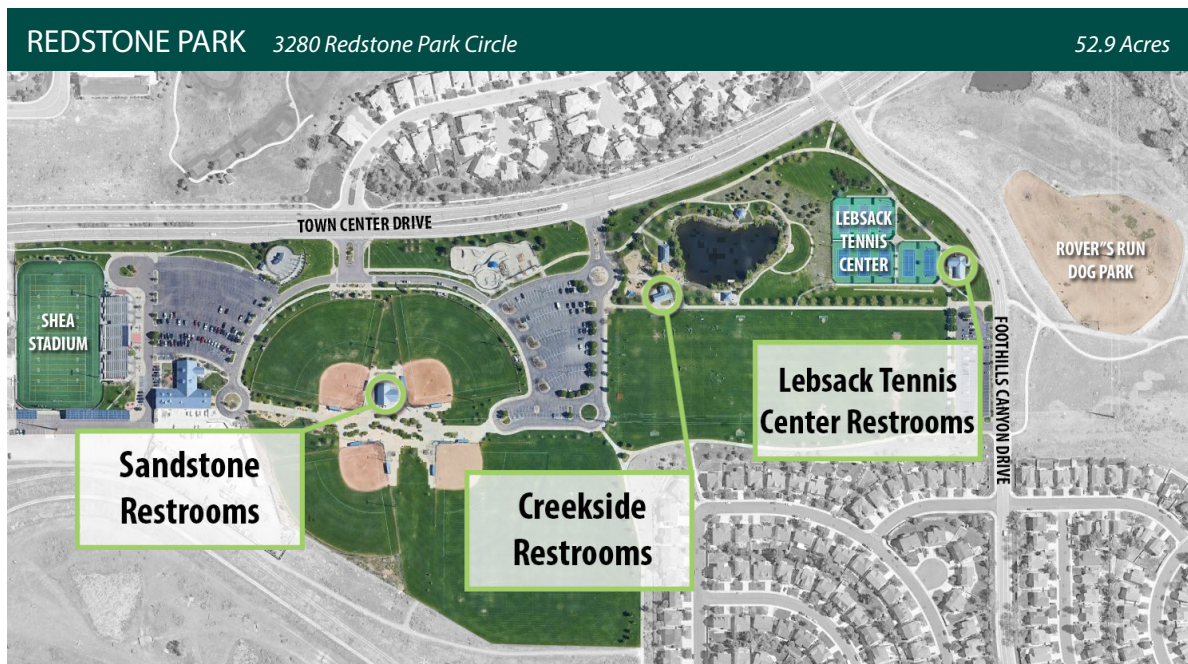 REDSTONE PARK 3280 Redstone Park Circle 52.9 Acres
TOWN CENTER DRIVE
LEBSACK
TENNIS
CENTER
ROVER"S RUN
DOG PARK
SHEA
STADIUM
FOOTHILLS CANYON DRIVE
Lebsack Tennis
Center Restrooms
Sandstone
Restrooms
Creekside
Restrooms